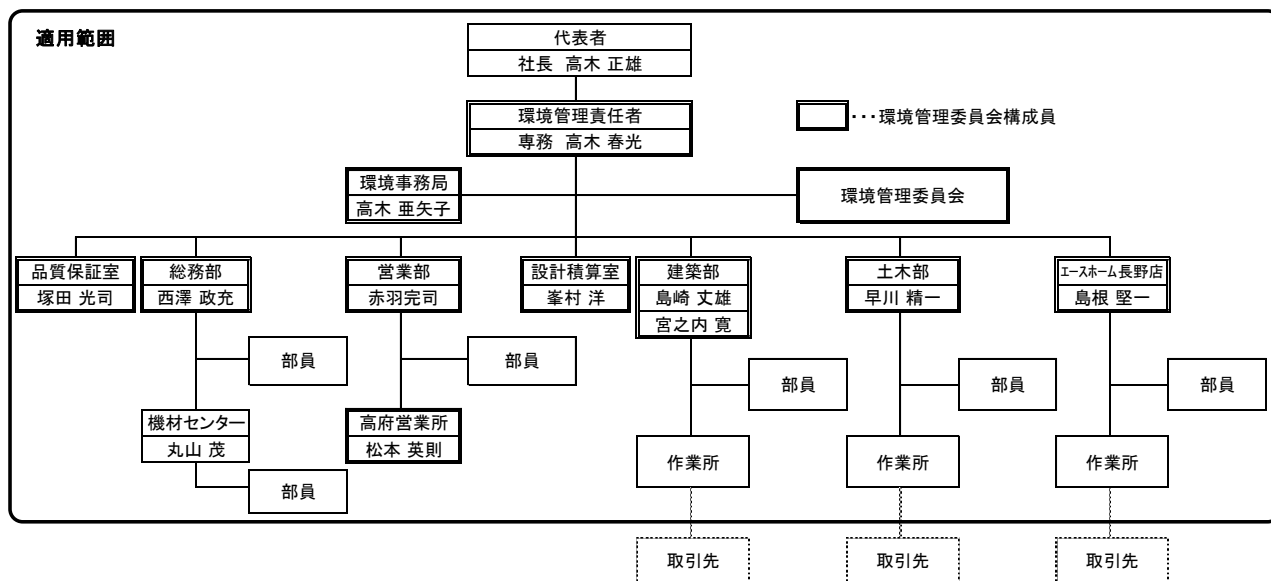 適用範囲
代表者
社長 高木 正雄
環境管理責任者
専務 高木 春光
・・・環境管理委員会構成員
環境事務局
高木 亜矢子
環境管理委員会
品質保証室
塚田 光司
総務部
西澤 政充
営業部
赤羽完司
設計積算室
峯村 洋
建築部
島崎 丈雄
宮之内 寛
土木部
早川 精一
エースホーム長野店
島根 堅一
部員
部員
部員
部員
部員
機材センター
丸山 茂
高府営業所
松本 英則
作業所
作業所
作業所
部員
取引先
取引先
取引先